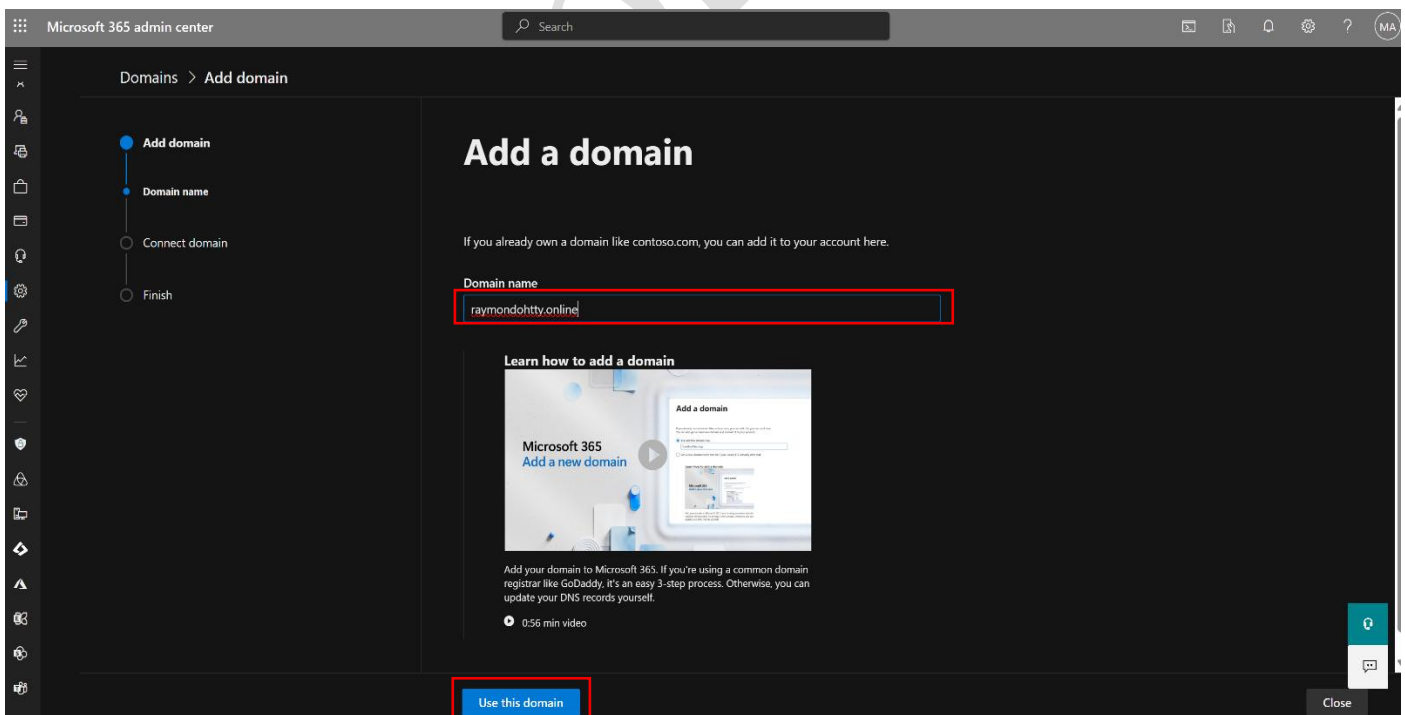 Microsoft 365 admin center
Search
MA
Domains > Add domain
Add domain
Domain name
Connect domain
Finish
Add a domain
If you already own a domain like contoso.com, you can add it to your account here.
Domain name
raymondohtty.online
Learn how to add a domain
Microsoft 365
Add a new domain
Add a domain
Add your domain to Microsoft 365. If you're using a common domain
registrar like GoDaddy, it's an easy 3-step process. Otherwise, you can
update your DNS records yourself.
0:56 min video
Use this domain
Close